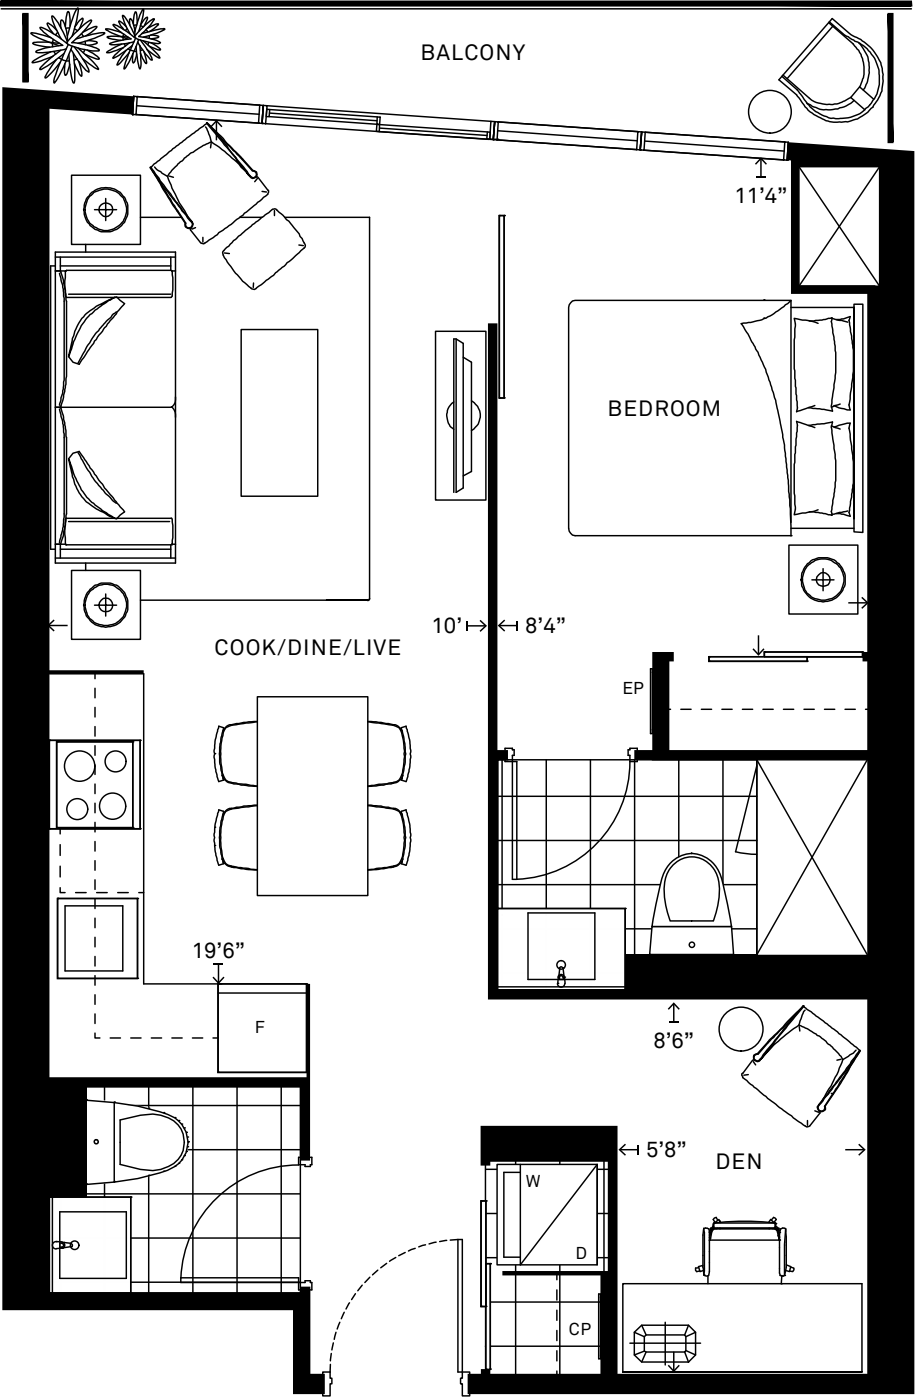 BALCONY
11’4”
BEDROOM
10’
8’4”
COOK/DINE/LIVE
EP
19’6”
F
8’6”
5’8”
DEN
W
D
CP